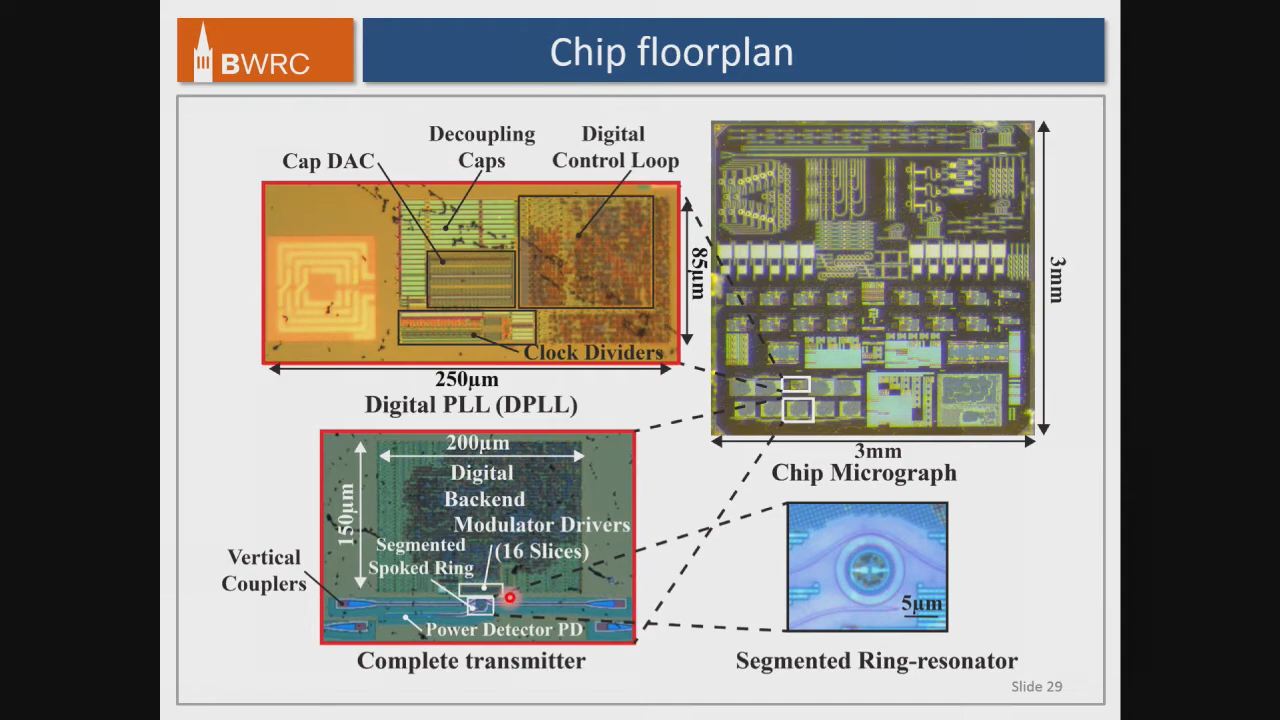 BWRC
Chip floorplan
Decoupling
Caps
Digital
Control Loop
Cap DAC
85µm
Clock Dividers
250µm
Digital PLL (DPLL)
3mm
3mm
Chip Micrograph
200µm
150µm
Digital
Backend
Modulator Drivers
(16 Slices)
Segmented
Spoked Ring
Vertical
Couplers
Power Detector PD
Complete transmitter
5µm
Segmented Ring-resonator
Slide 29